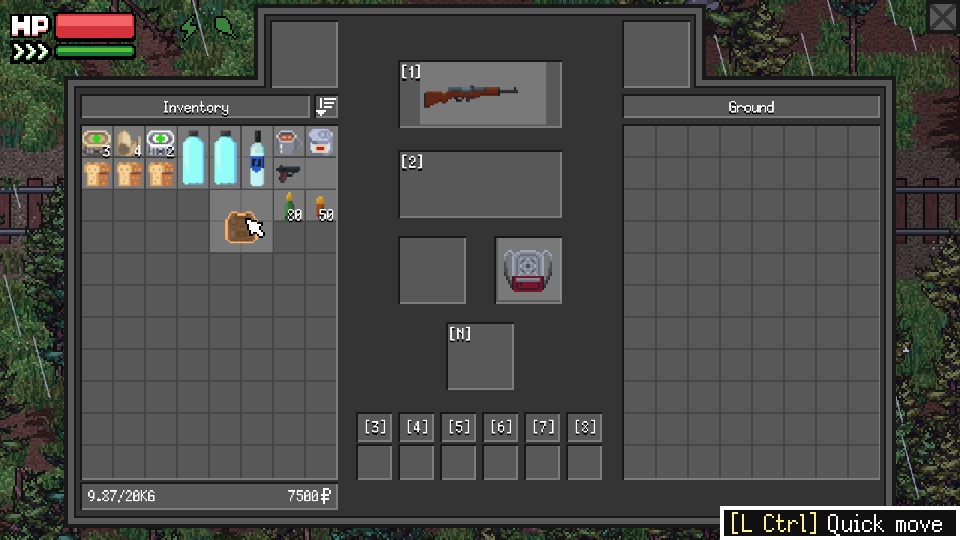 HP
>>>
[1]
Inventory
Ground
3 4 2
[2]
80 50
[N]
[3] [4] [5] [6] [7] [8]
9.87/20KG 7500₽
[L Ctrl] Quick move